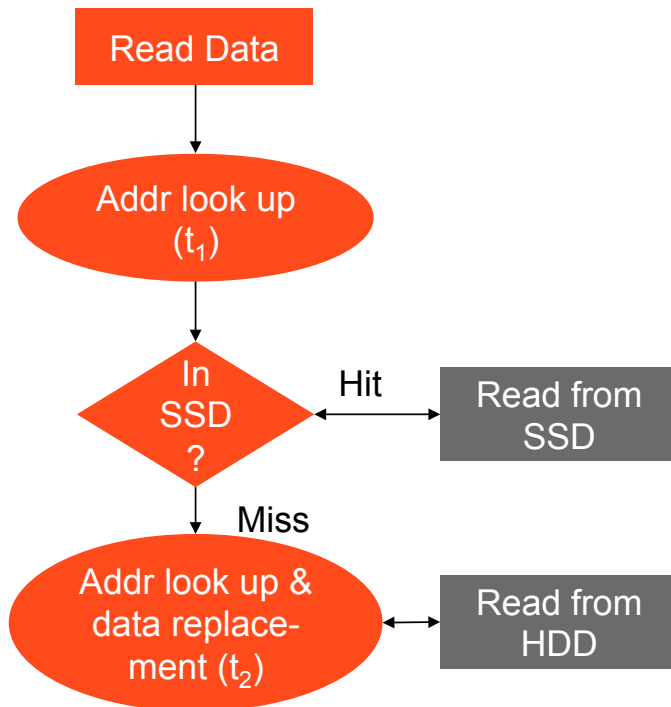 Read Data
Addr look up
(t₁)
In
SSD
?
Hit
Read from
SSD
Miss
Addr look up &
data replace-
ment (t₂)
Read from
HDD